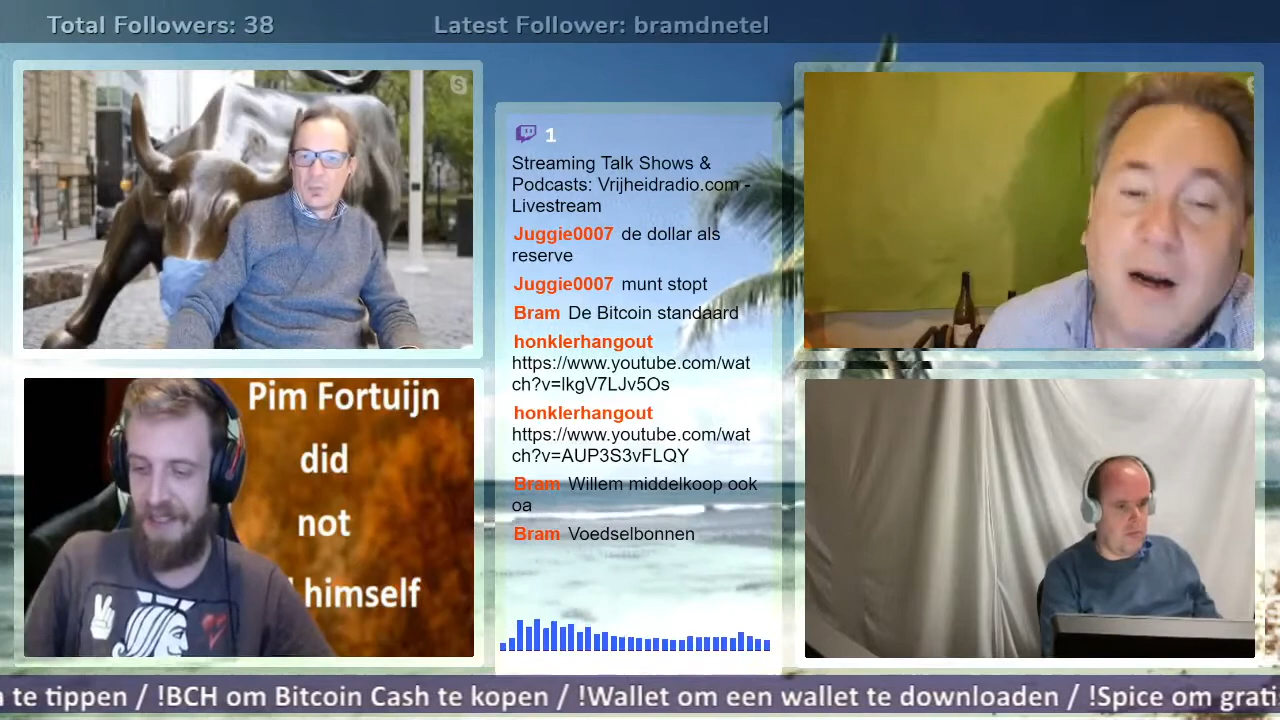 Total Followers: 38
Latest Follower: bramdnetel
1
Streaming Talk Shows &
Podcasts: Vrijheidradio.com -
Livestream
Juggie0007 de dollar als
reserve
Juggie0007 munt stopt
Bram De Bitcoin standaard
honklerhangout
https://www.youtube.com/wat
ch?v=lkgV7LJv5Os
honklerhangout
https://www.youtube.com/wat
ch?v=AUP3S3vFLQY
Bram Willem middelkoop ook
oa
Bram Voedselbonnen
Pim Fortuijn
did
not
himself
te tippen / !BCH om Bitcoin Cash te kopen / !Wallet om een wallet te downloaden / !Spice om grati